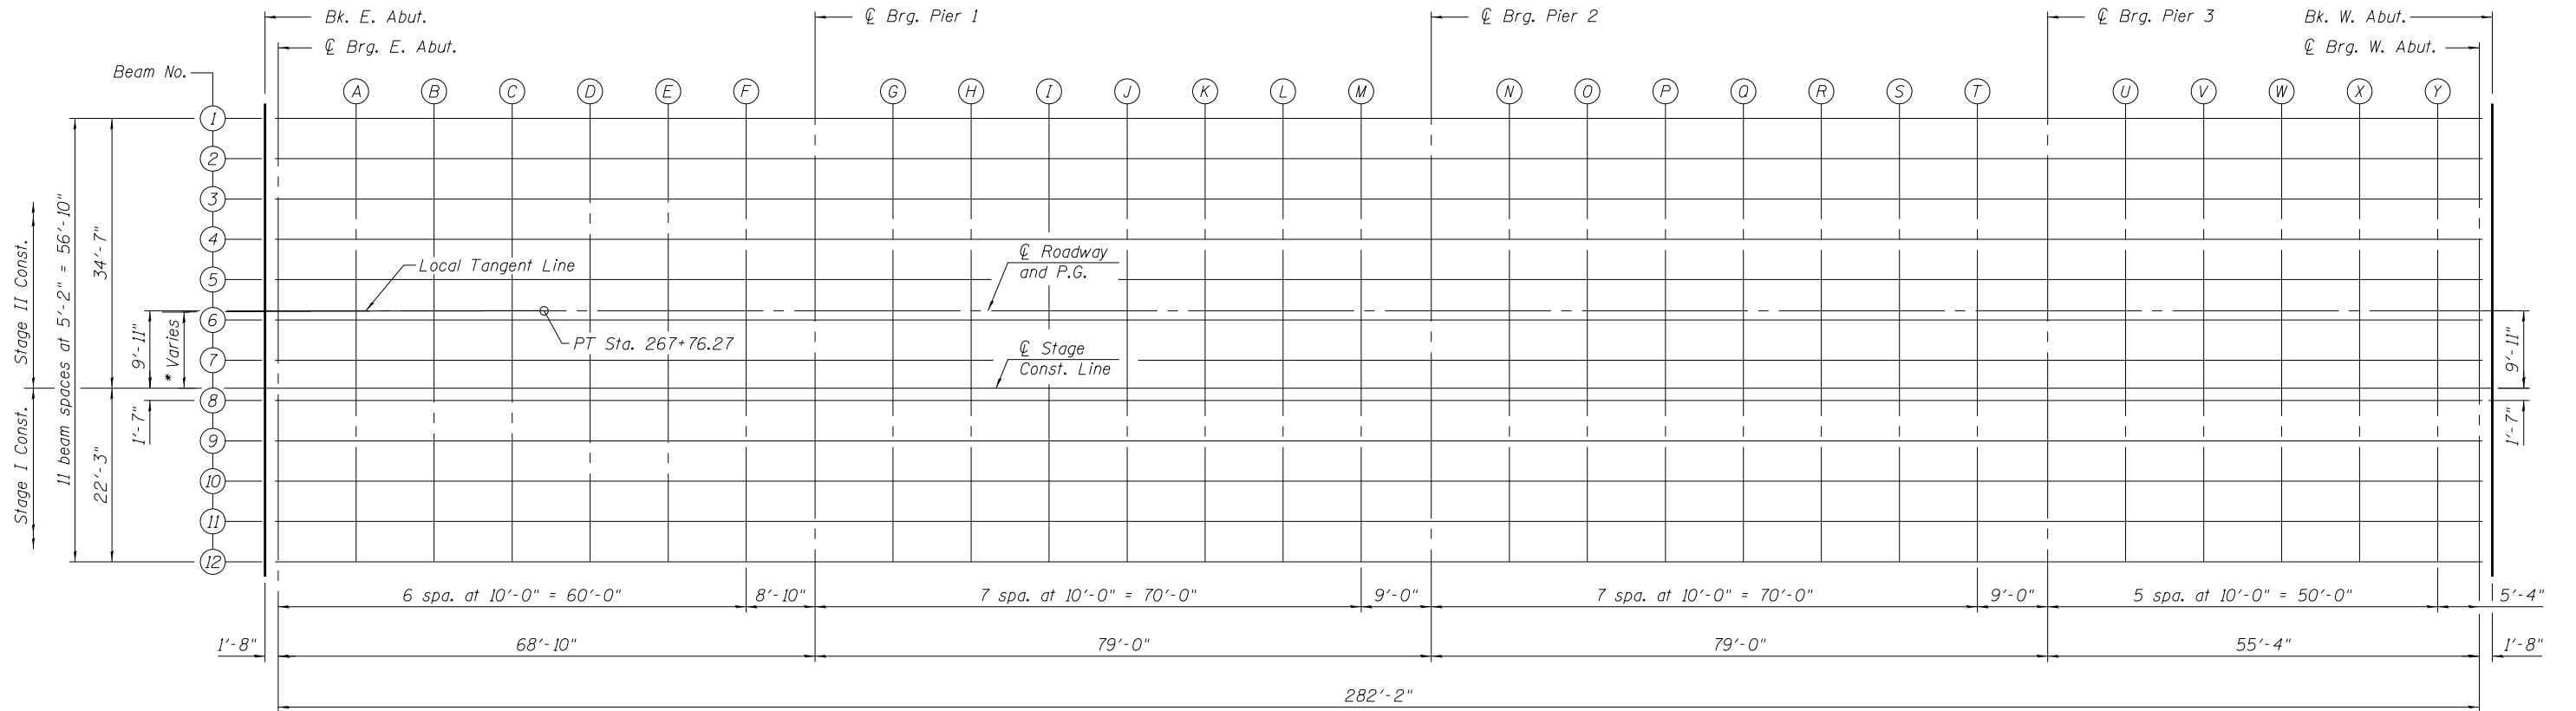 Bk. E. Abut.
℄ Brg. Pier 1
℄ Brg. Pier 2
℄ Brg. Pier 3
Bk. W. Abut.
℄ Brg. E. Abut.
℄ Brg. W. Abut.
Beam No.
A B C D E F G H I J K L M N O P Q R S T U V W X Y
1
2
3
4
5
6
7
8
9
10
11
12
Stage II Const.
Stage I Const.
11 beam spaces at 5'-2" = 56'-10"
34'-7"
22'-3"
9'-11"
1'-7"
* Varies
Local Tangent Line
PT Sta. 267+76.27
℄ Roadway
and P.G.
℄ Stage
Const. Line
9'-11"
1'-7"
6 spa. at 10'-0" = 60'-0"
8'-10"
7 spa. at 10'-0" = 70'-0"
9'-0"
7 spa. at 10'-0" = 70'-0"
9'-0"
5 spa. at 10'-0" = 50'-0"
5'-4"
1'-8"
68'-10"
79'-0"
79'-0"
55'-4"
1'-8"
282'-2"